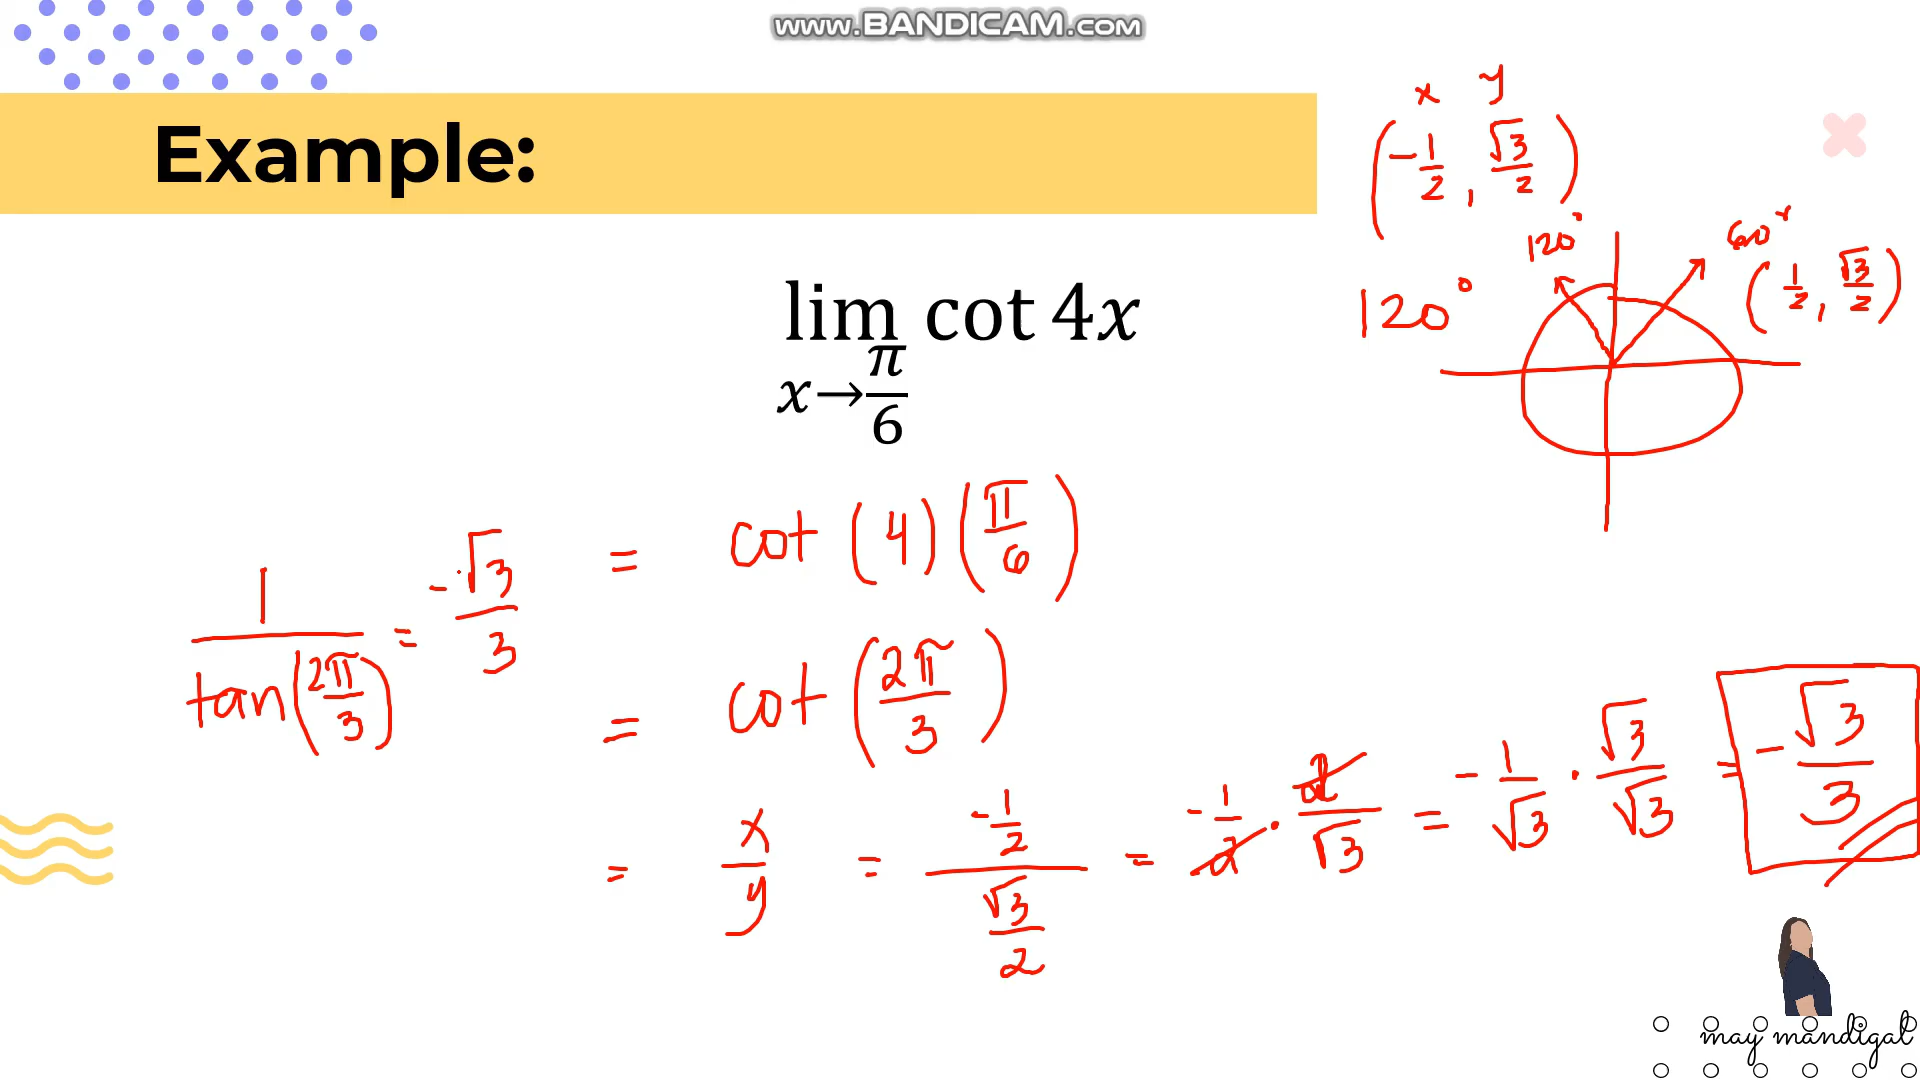 www.BANDICAM.com
Example:
lim cot 4x
x→π/6
x y
(-1/2, √3/2)
120°
60°
(1/2, √3/2)
120°
= cot (4)(π/6)
1/tan(2π/3) = -√3/3
= cot (2π/3)
= x/y = (-1/2)/(√3/2) = -1/2 · 2/√3 = -1/√3 · √3/√3 = -√3/3
may mandigal